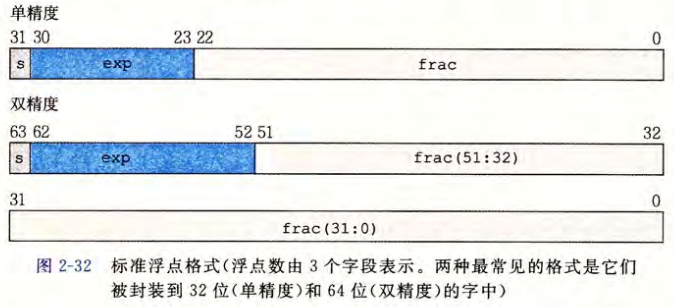 单精度
31 30 23 22 0
s exp frac
双精度
63 62 52 51 32
s exp frac(51:32)
31 0
frac(31:0)
图 2-32 标准浮点格式(浮点数由 3 个字段表示。两种最常见的格式是它们
被封装到 32 位(单精度)和 64 位(双精度)的字中)